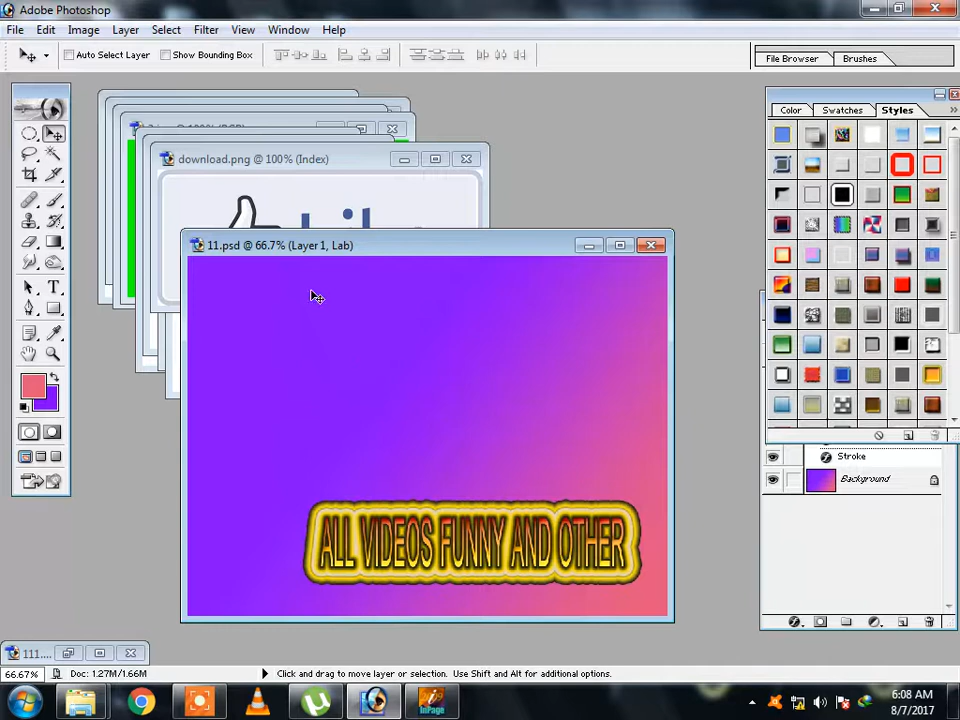 Adobe Photoshop
File Edit Image Layer Select Filter View Window Help
Auto Select Layer Show Bounding Box
File Browser Brushes
Color Swatches Styles
download.png @ 100% (Index)
11.psd @ 66.7% (Layer 1, Lab)
ALL VIDEOS FUNNY AND OTHER
Stroke
Background
111....
66.67% Doc: 1.27M/1.66M Click and drag to move layer or selection. Use Shift and Alt for additional options.
InPage
6:08 AM
8/7/2017